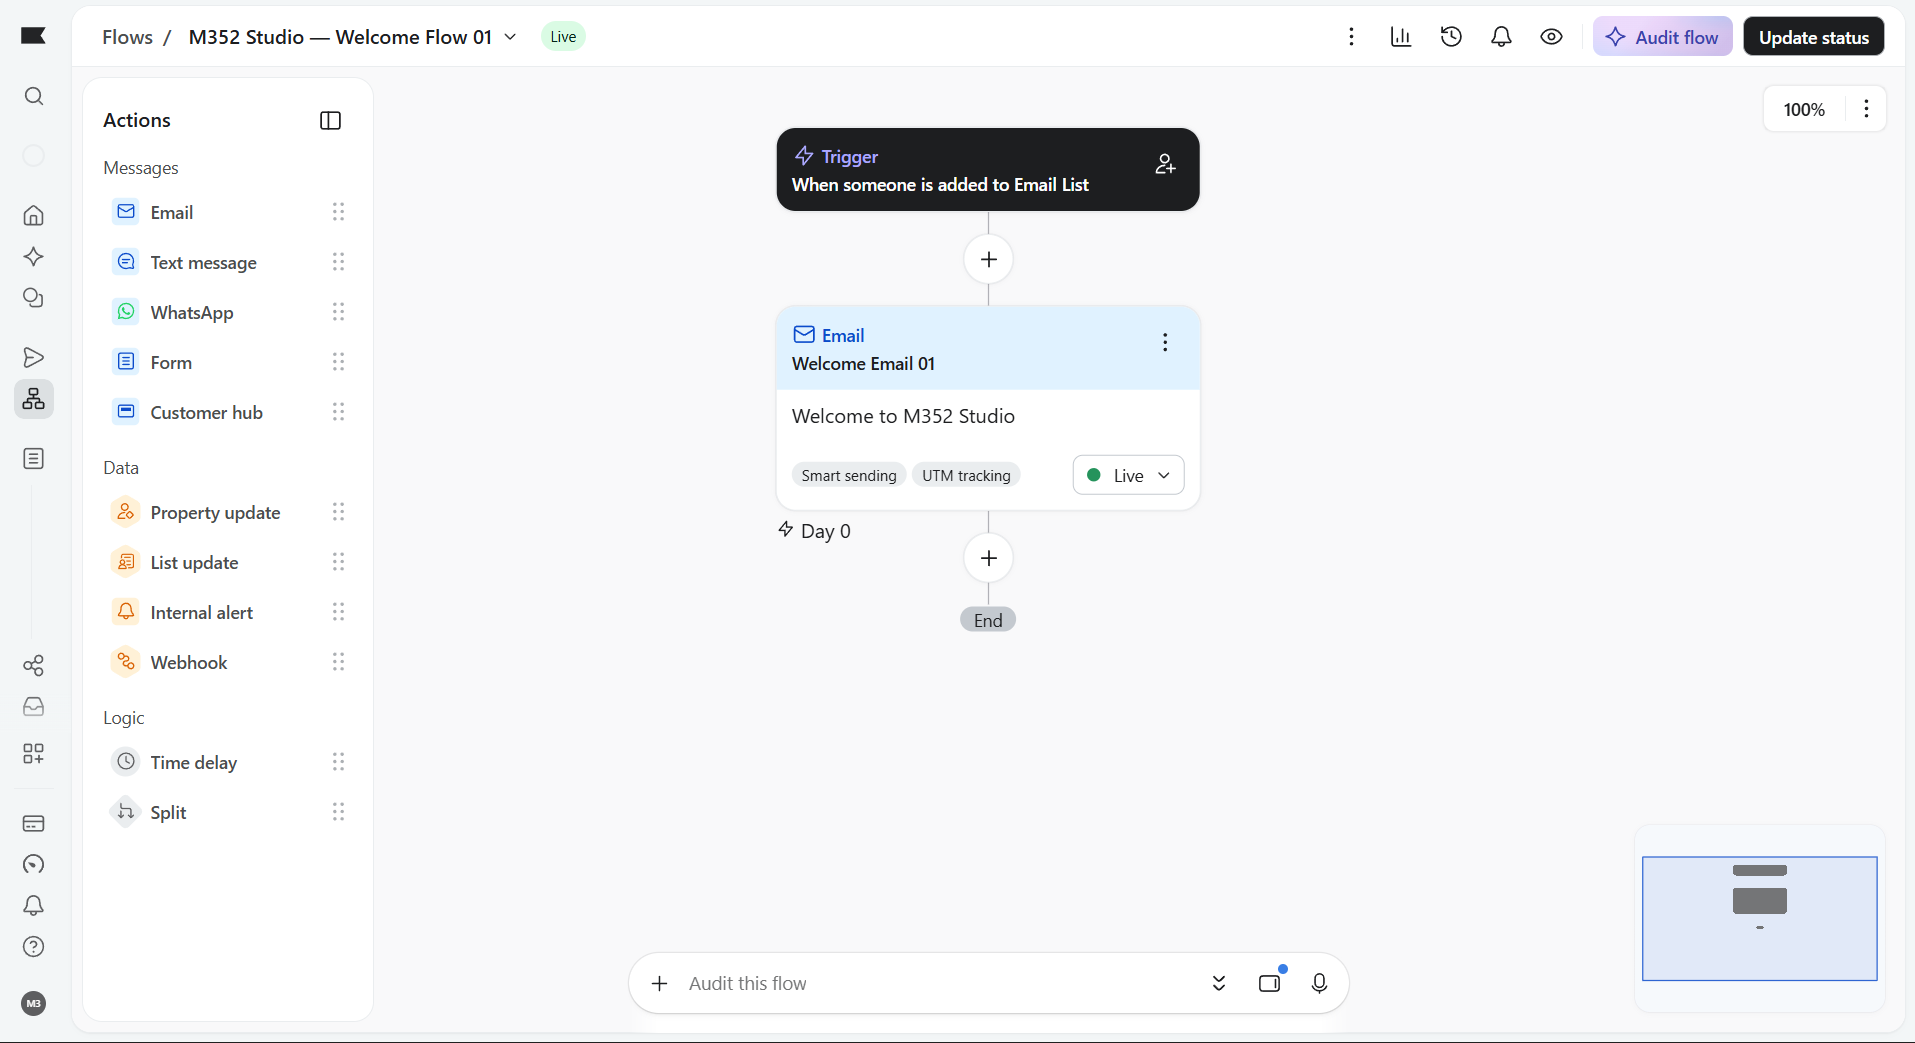 Flows / M352 Studio — Welcome Flow 01
Live
Audit flow
Update status
Actions
Messages
Email
Text message
WhatsApp
Form
Customer hub
Data
Property update
List update
Internal alert
Webhook
Logic
Time delay
Split
100%
Trigger
When someone is added to Email List
Email
Welcome Email 01
Welcome to M352 Studio
Smart sending
UTM tracking
Live
Day 0
End
Audit this flow
M3